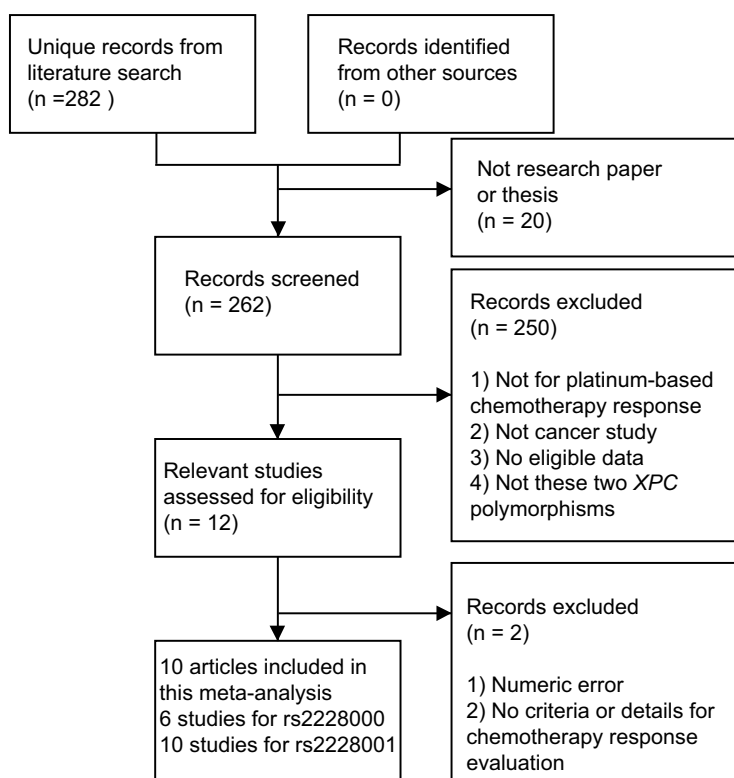 Unique records from
literature search
(n =282 )
Records identified
from other sources
(n = 0)
Not research paper
or thesis
(n = 20)
Records screened
(n = 262)
Records excluded
(n = 250)
1) Not for platinum-based
chemotherapy response
2) Not cancer study
3) No eligible data
4) Not these two XPC
polymorphisms
Relevant studies
assessed for eligibility
(n = 12)
Records excluded
(n = 2)
1) Numeric error
2) No criteria or details for
chemotherapy response
evaluation
10 articles included in
this meta-analysis
6 studies for rs2228000
10 studies for rs2228001